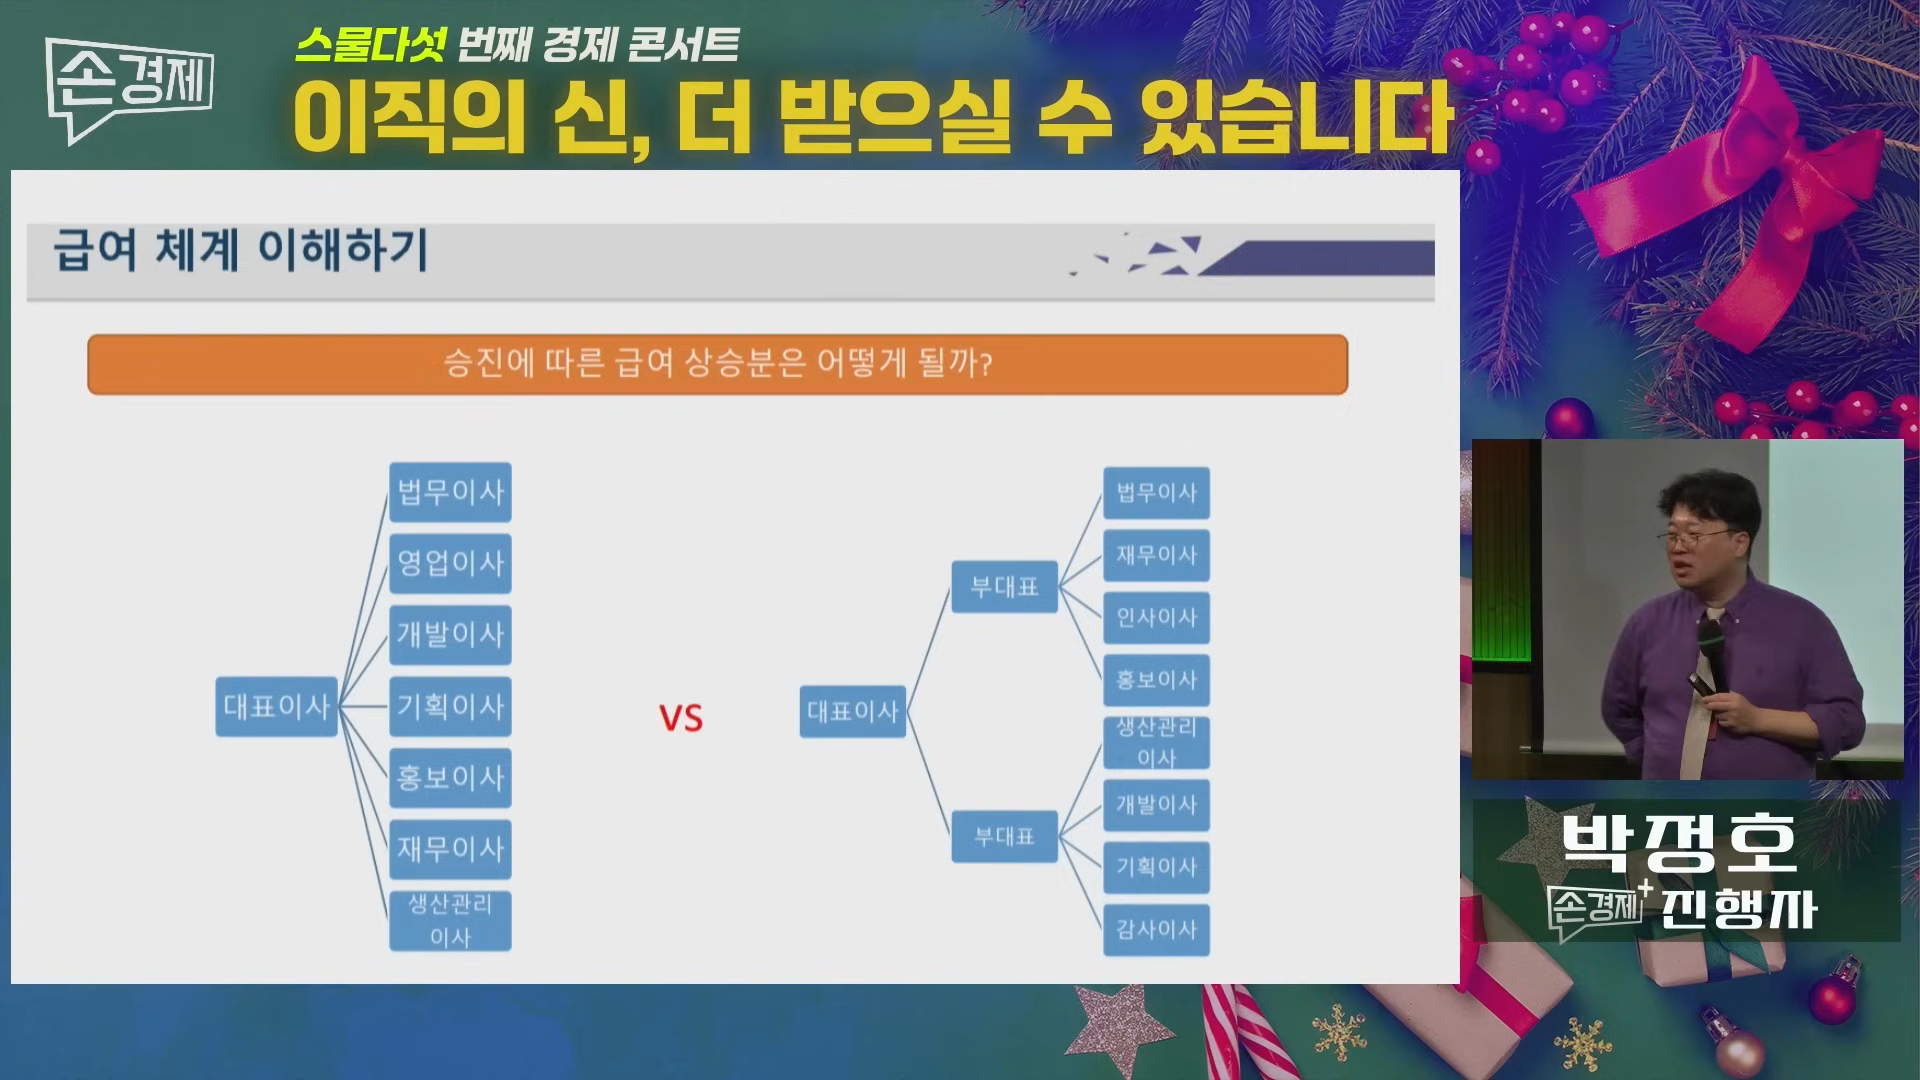 손경제
스물다섯 번째 경제 콘서트
이직의 신, 더 받으실 수 있습니다
급여 체계 이해하기
승진에 따른 급여 상승분은 어떻게 될까?
대표이사
법무이사
영업이사
개발이사
기획이사
홍보이사
재무이사
생산관리
이사
vs
대표이사
부대표
법무이사
재무이사
인사이사
홍보이사
부대표
생산관리
이사
개발이사
기획이사
감사이사
박정호
손경제+ 진행자